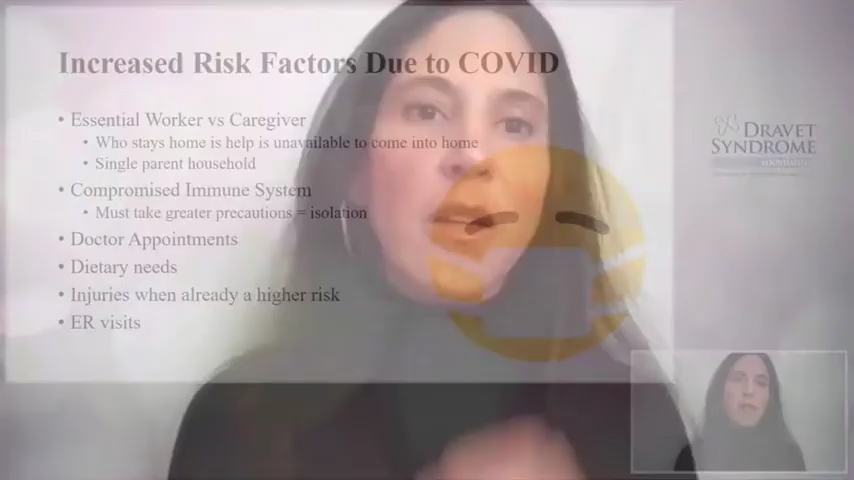 Increased Risk Factors Due to COVID
• Essential Worker vs Caregiver
• Who stays home is help is unavailable to come into home
• Single parent household
• Compromised Immune System
• Must take greater precautions = isolation
• Doctor Appointments
• Dietary needs
• Injuries when already a higher risk
• ER visits
DRAVET
SYNDROME
FOUNDATION